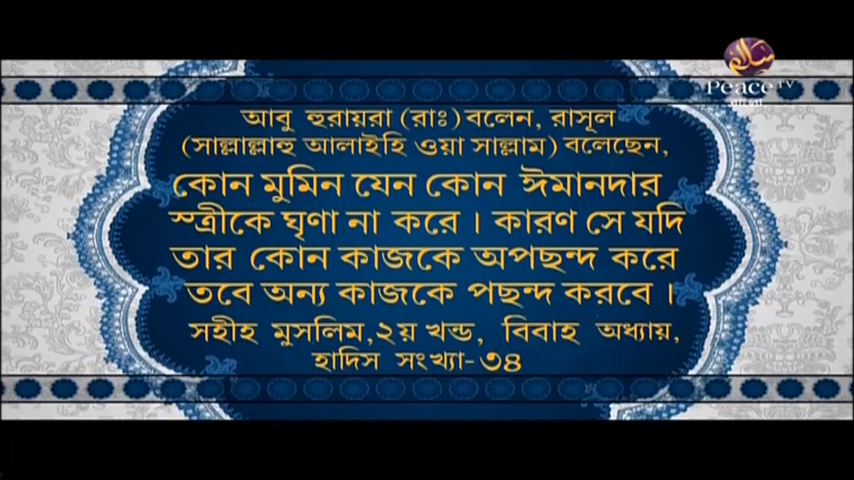 سلام
Peace TV
বাংলা
আবু হুরায়রা (রাঃ) বলেন, রাসূল
(সাল্লাল্লাহু আলাইহি ওয়া সাল্লাম) বলেছেন,
কোন মুমিন যেন কোন ঈমানদার
স্ত্রীকে ঘৃণা না করে । কারণ সে যদি
তার কোন কাজকে অপছন্দ করে
তবে অন্য কাজকে পছন্দ করবে ।
সহীহ মুসলিম,২য় খন্ড, বিবাহ অধ্যায়,
হাদিস সংখ্যা-৩৪